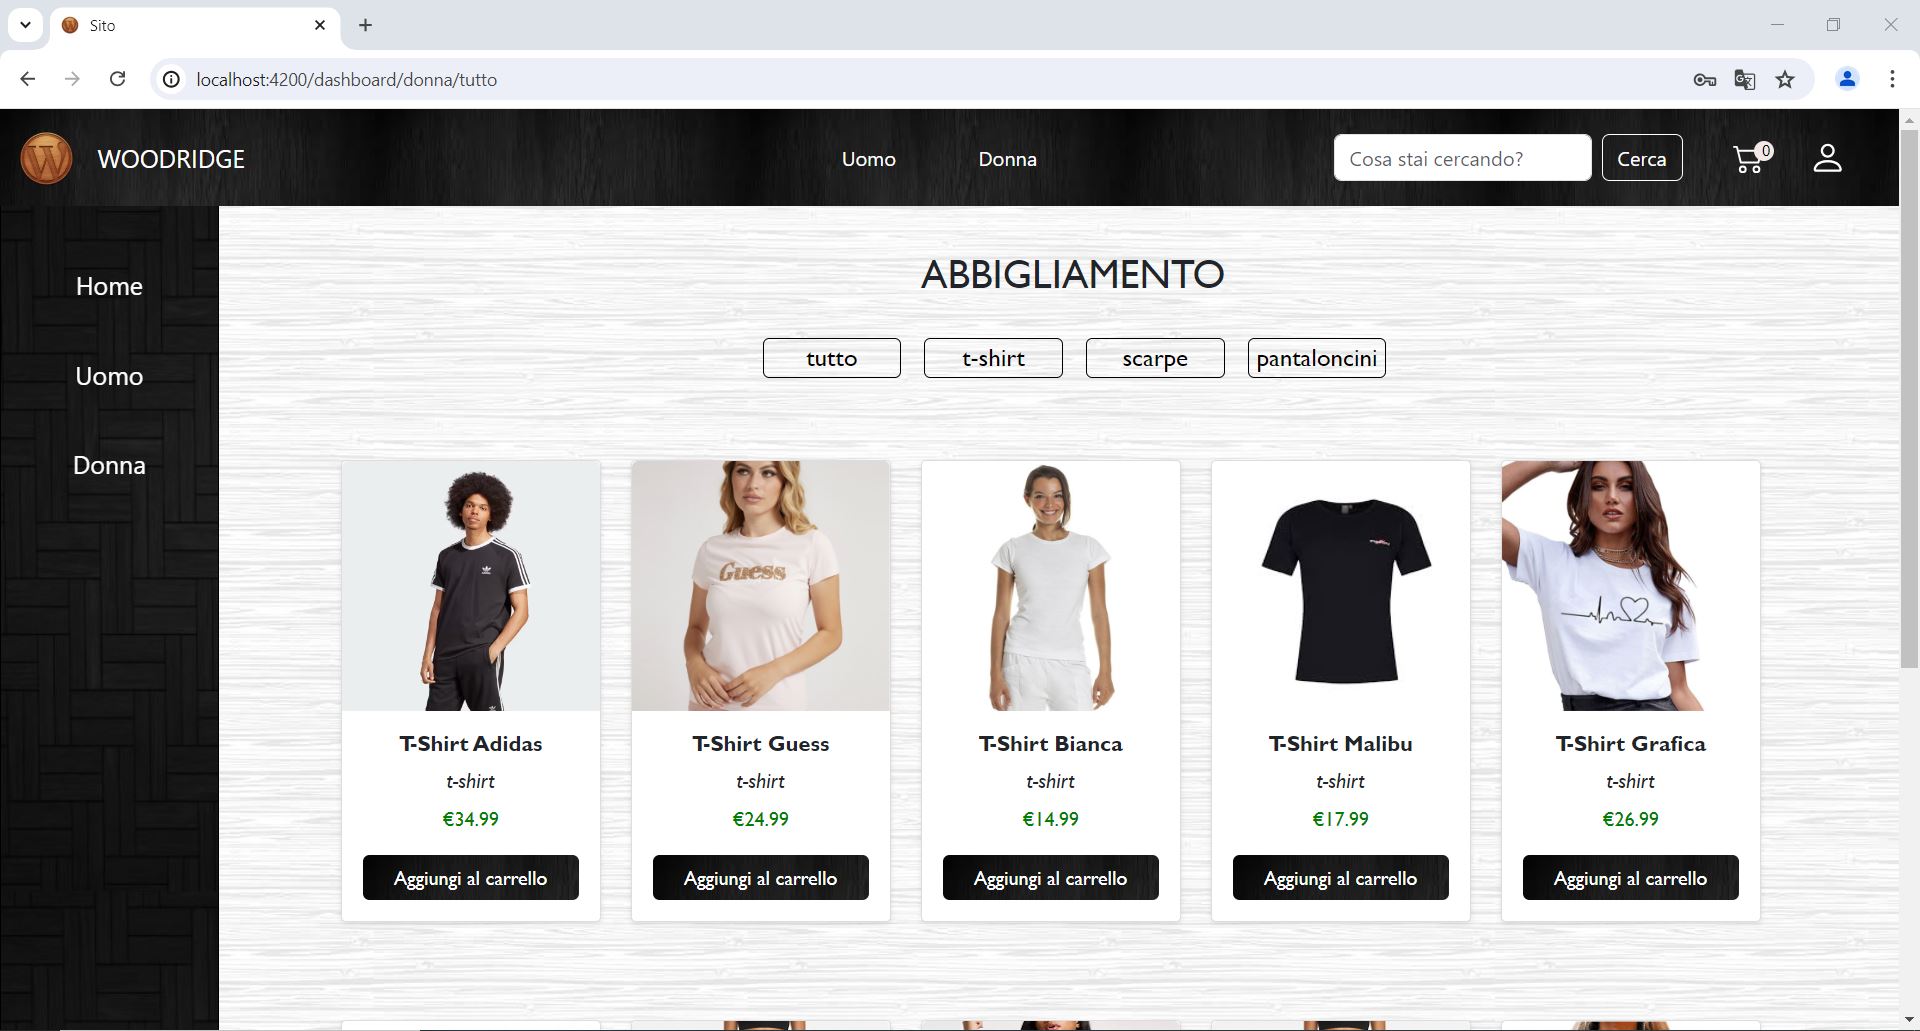 Sito
localhost:4200/dashboard/donna/tutto
W
WOODRIDGE
Uomo
Donna
Cosa stai cercando?
Cerca
0
Home
Uomo
Donna
ABBIGLIAMENTO
tutto
t-shirt
scarpe
pantaloncini
Guess
T-Shirt Adidas
t-shirt
€34.99
Aggiungi al carrello
T-Shirt Guess
t-shirt
€24.99
Aggiungi al carrello
T-Shirt Bianca
t-shirt
€14.99
Aggiungi al carrello
T-Shirt Malibu
t-shirt
€17.99
Aggiungi al carrello
T-Shirt Grafica
t-shirt
€26.99
Aggiungi al carrello